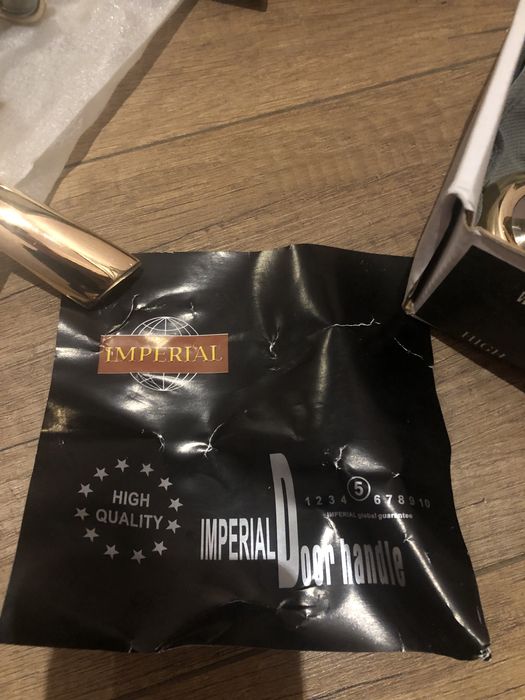 IMPERIAL
HIGH
HIGH
QUALITY
1 2 3 4 5 6 7 8 9 10
IMPERIAL global guarantee
IMPERIAL Door handle